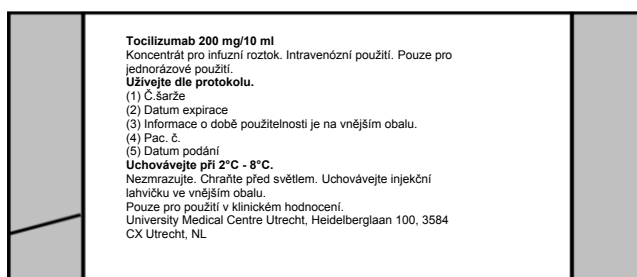 Tocilizumab 200 mg/10 ml
Koncentrát pro infuzní roztok. Intravenózní použití. Pouze pro
jednorázové použití.
Užívejte dle protokolu.
(1) Č.šarže
(2) Datum expirace
(3) Informace o době použitelnosti je na vnějším obalu.
(4) Pac. č.
(5) Datum podání
Uchovávejte při 2°C - 8°C.
Nezmrazujte. Chraňte před světlem. Uchovávejte injekční
lahvičku ve vnějším obalu.
Pouze pro použití v klinickém hodnocení.
University Medical Centre Utrecht, Heidelberglaan 100, 3584
CX Utrecht, NL